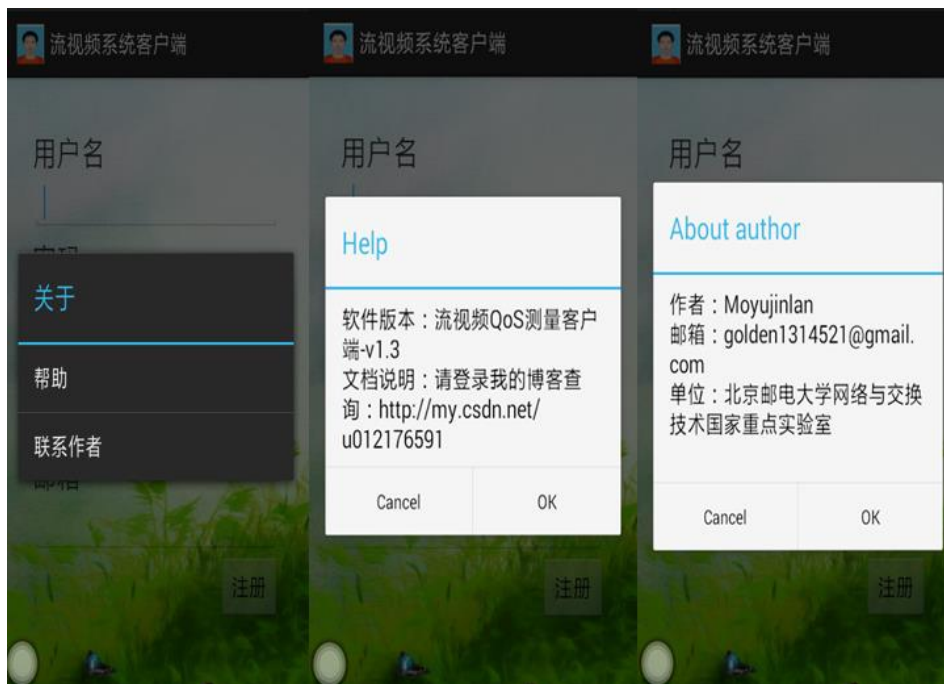 流视频系统客户端
用户名
关于
帮助
联系作者
邮箱
注册
流视频系统客户端
用户名
Help
软件版本：流视频QoS测量客户
端-v1.3
文档说明：请登录我的博客查
询：http://my.csdn.net/
u012176591
Cancel
OK
注册
流视频系统客户端
用户名
About author
作者：Moyujinlan
邮箱：golden1314521@gmail.
com
单位：北京邮电大学网络与交换
技术国家重点实验室
Cancel
OK
注册